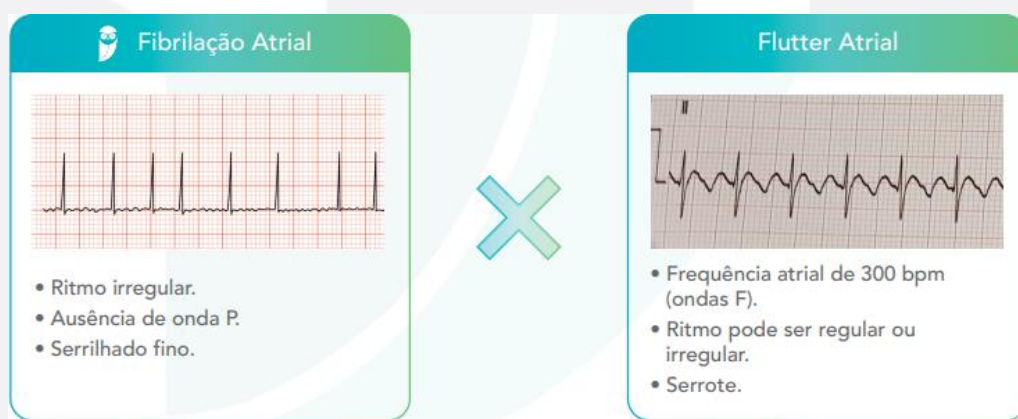 Fibrilação Atrial
• Ritmo irregular.
• Ausência de onda P.
• Serrilhado fino.
Flutter Atrial
II
• Frequência atrial de 300 bpm
(ondas F).
• Ritmo pode ser regular ou
irregular.
• Serrote.